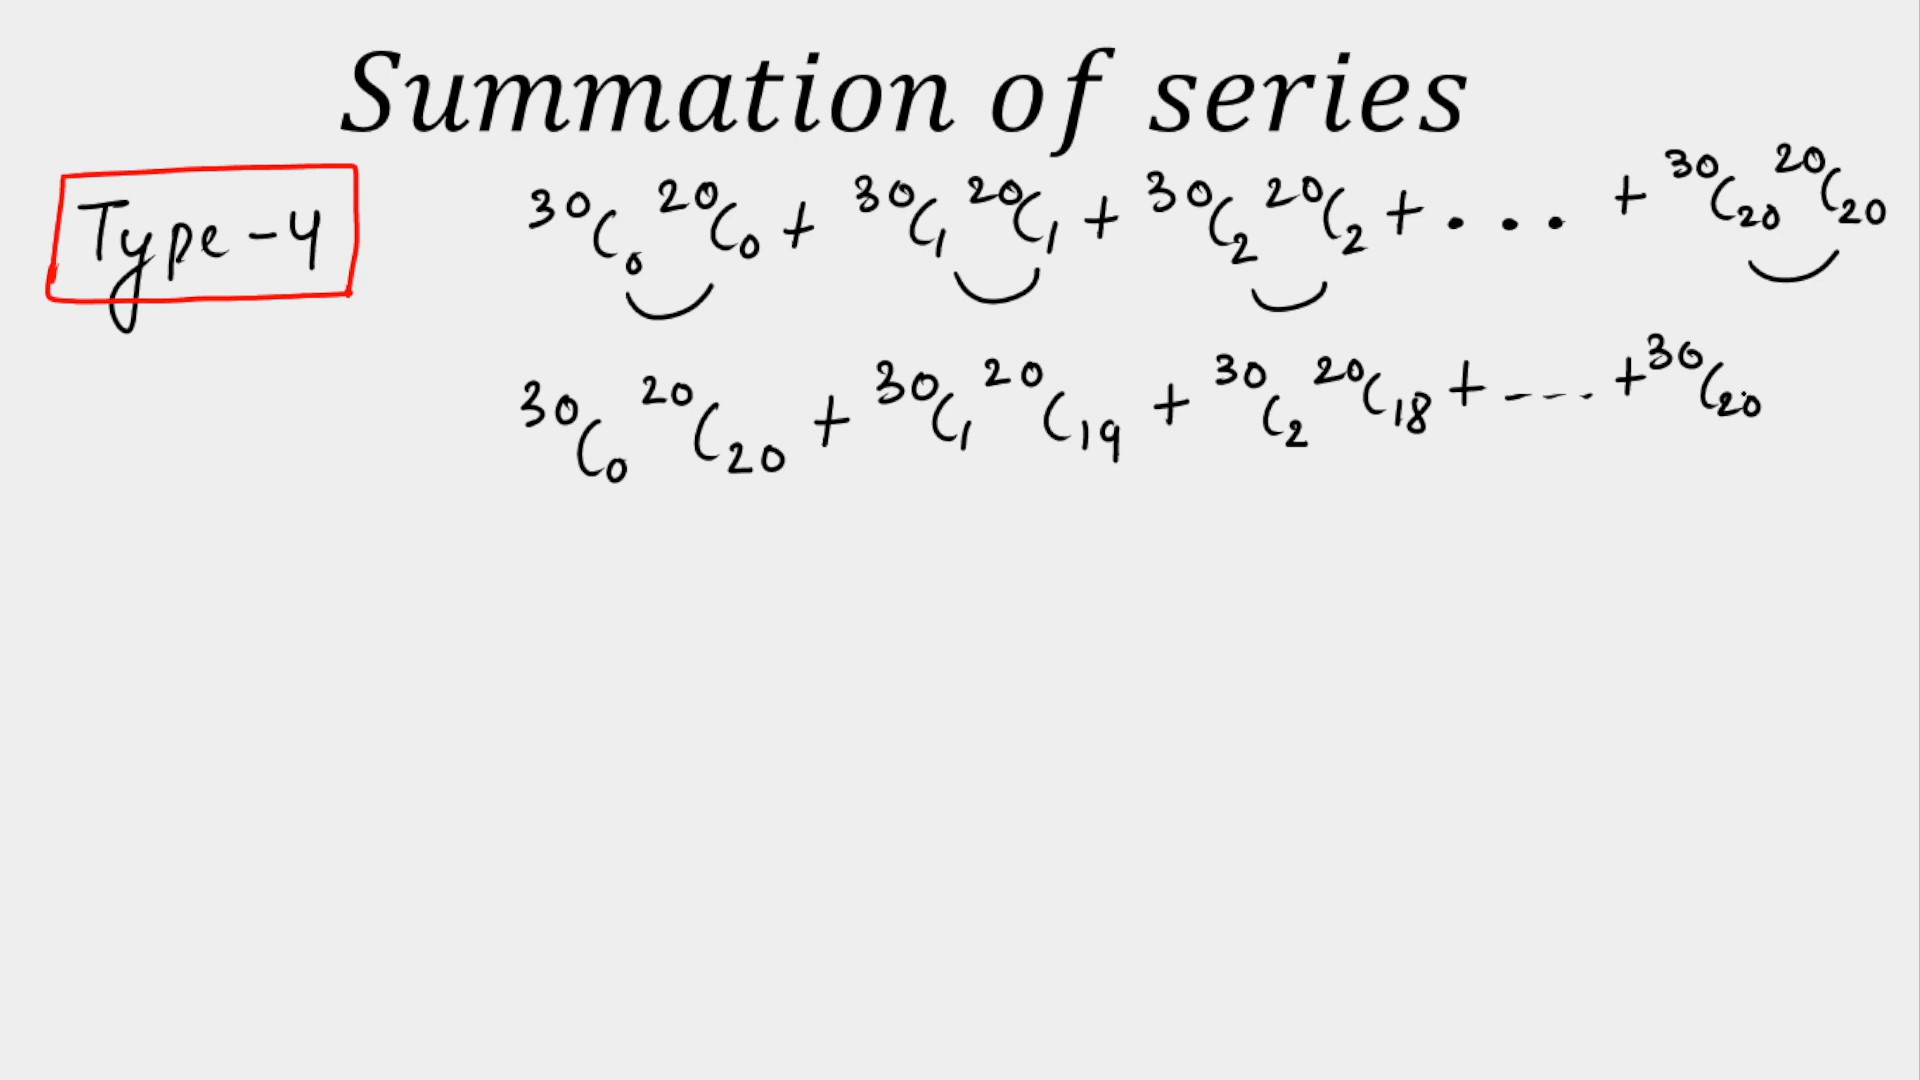 Summation of series
Type-4
³⁰C₀ ²⁰C₀ + ³⁰C₁ ²⁰C₁ + ³⁰C₂ ²⁰C₂ + . . . + ³⁰C₂₀ ²⁰C₂₀
³⁰C₀ ²⁰C₂₀ + ³⁰C₁ ²⁰C₁₉ + ³⁰C₂ ²⁰C₁₈ + ---- + ³⁰C₂₀